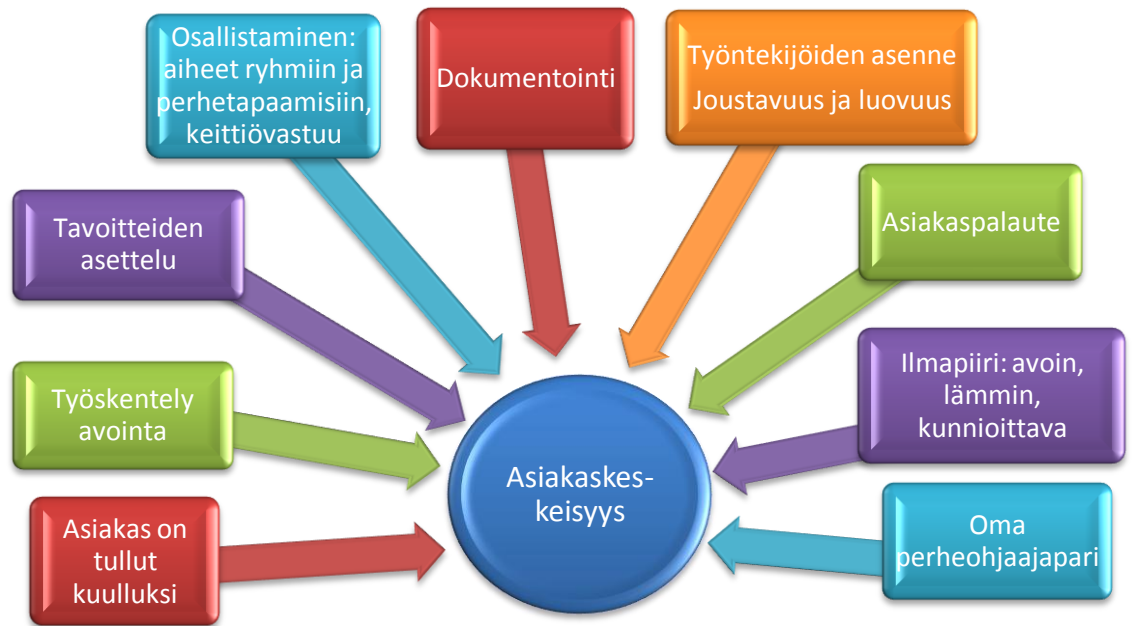 Osallistaminen:
aiheet ryhmiin ja
perhetapaamisiin,
keittiövastuu
Dokumentointi
Työntekijöiden asenne
Joustavuus ja luovuus
Tavoitteiden
asettelu
Asiakaspalaute
Työskentely
avointa
Ilmapiiri: avoin,
lämmin,
kunnioittava
Asiakaskes-
keisyys
Asiakas on
tullut
kuulluksi
Oma
perheohjaajapari